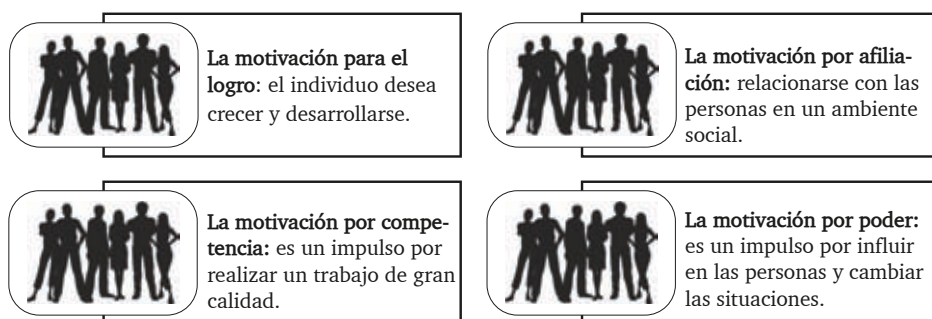 La motivación para el
logro: el individuo desea
crecer y desarrollarse.
La motivación por afilia-
ción: relacionarse con las
personas en un ambiente
social.
La motivación por compe-
tencia: es un impulso por
realizar un trabajo de gran
calidad.
La motivación por poder:
es un impulso por influir
en las personas y cambiar
las situaciones.